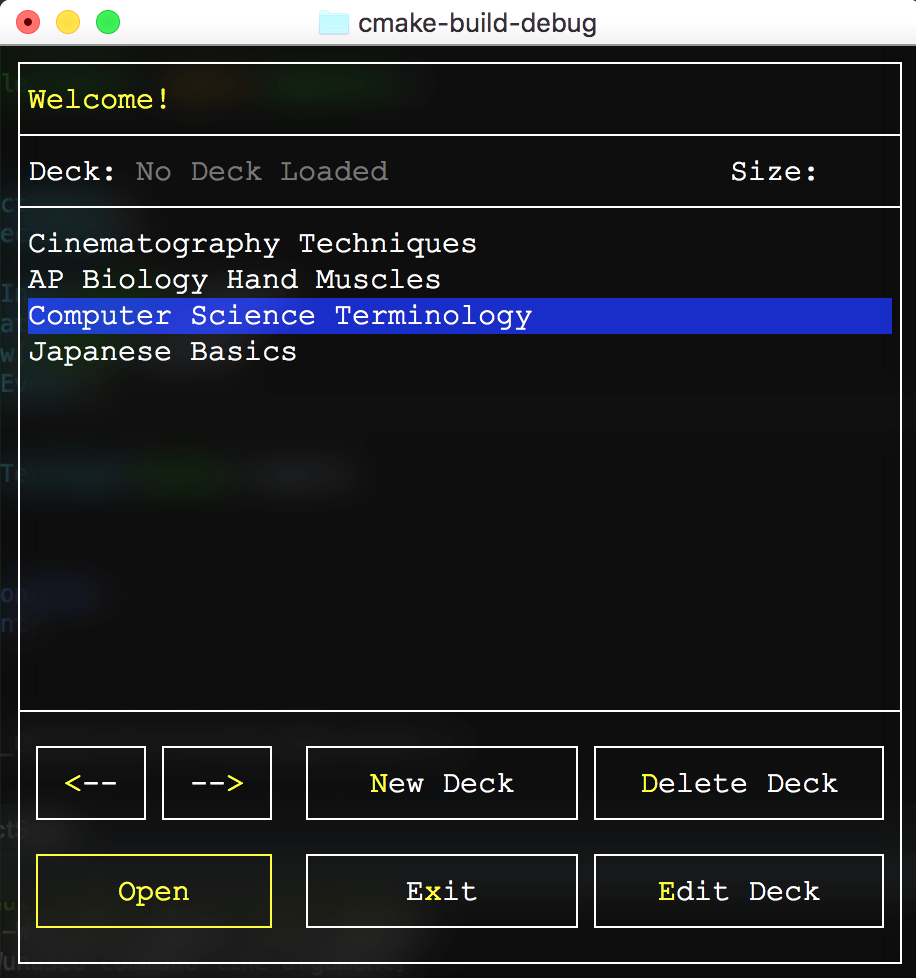 cmake-build-debug
Welcome!
Deck: No Deck Loaded Size:
Cinematography Techniques
AP Biology Hand Muscles
Computer Science Terminology
Japanese Basics
<-- --> New Deck Delete Deck
Open Exit Edit Deck